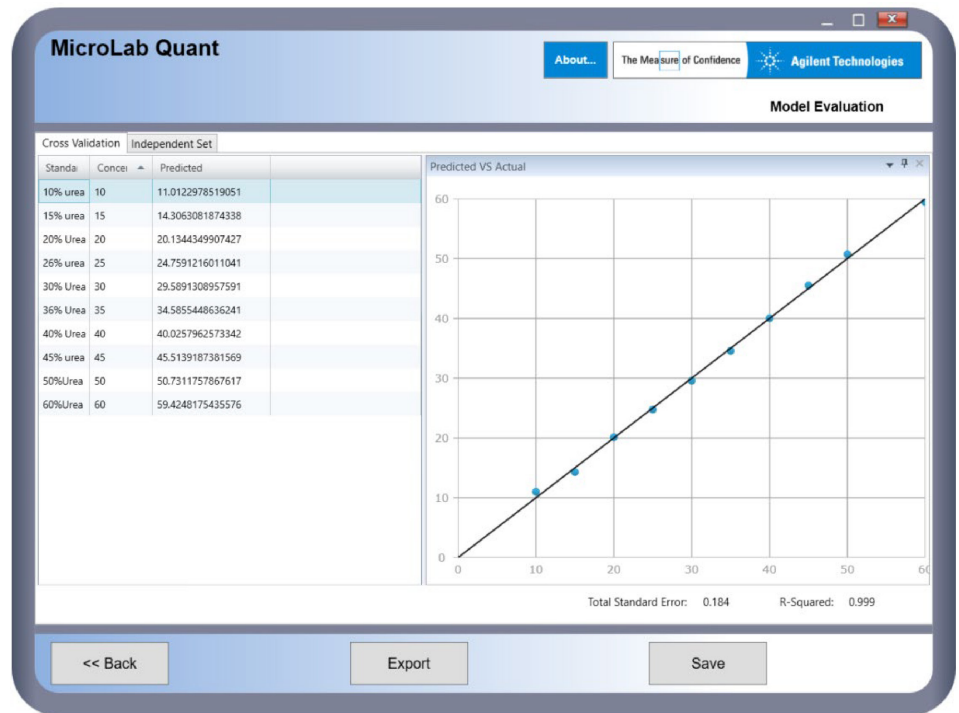 MicroLab Quant
About...
The Measure of Confidence
Agilent Technologies
Model Evaluation
Cross Validation Independent Set
Standa Concei Predicted
10% urea 10 11.0122978519051
15% urea 15 14.3063081874338
20% Urea 20 20.1344349907427
26% urea 25 24.7591216011041
30% Urea 30 29.5891308957591
36% Urea 35 34.5855448636241
40% Urea 40 40.0257962573342
45% urea 45 45.5139187381569
50%Urea 50 50.7311757867617
60%Urea 60 59.4248175435576
Predicted VS Actual
60
50
40
30
20
10
0
0 10 20 30 40 50 60
Total Standard Error: 0.184 R-Squared: 0.999
<< Back Export Save